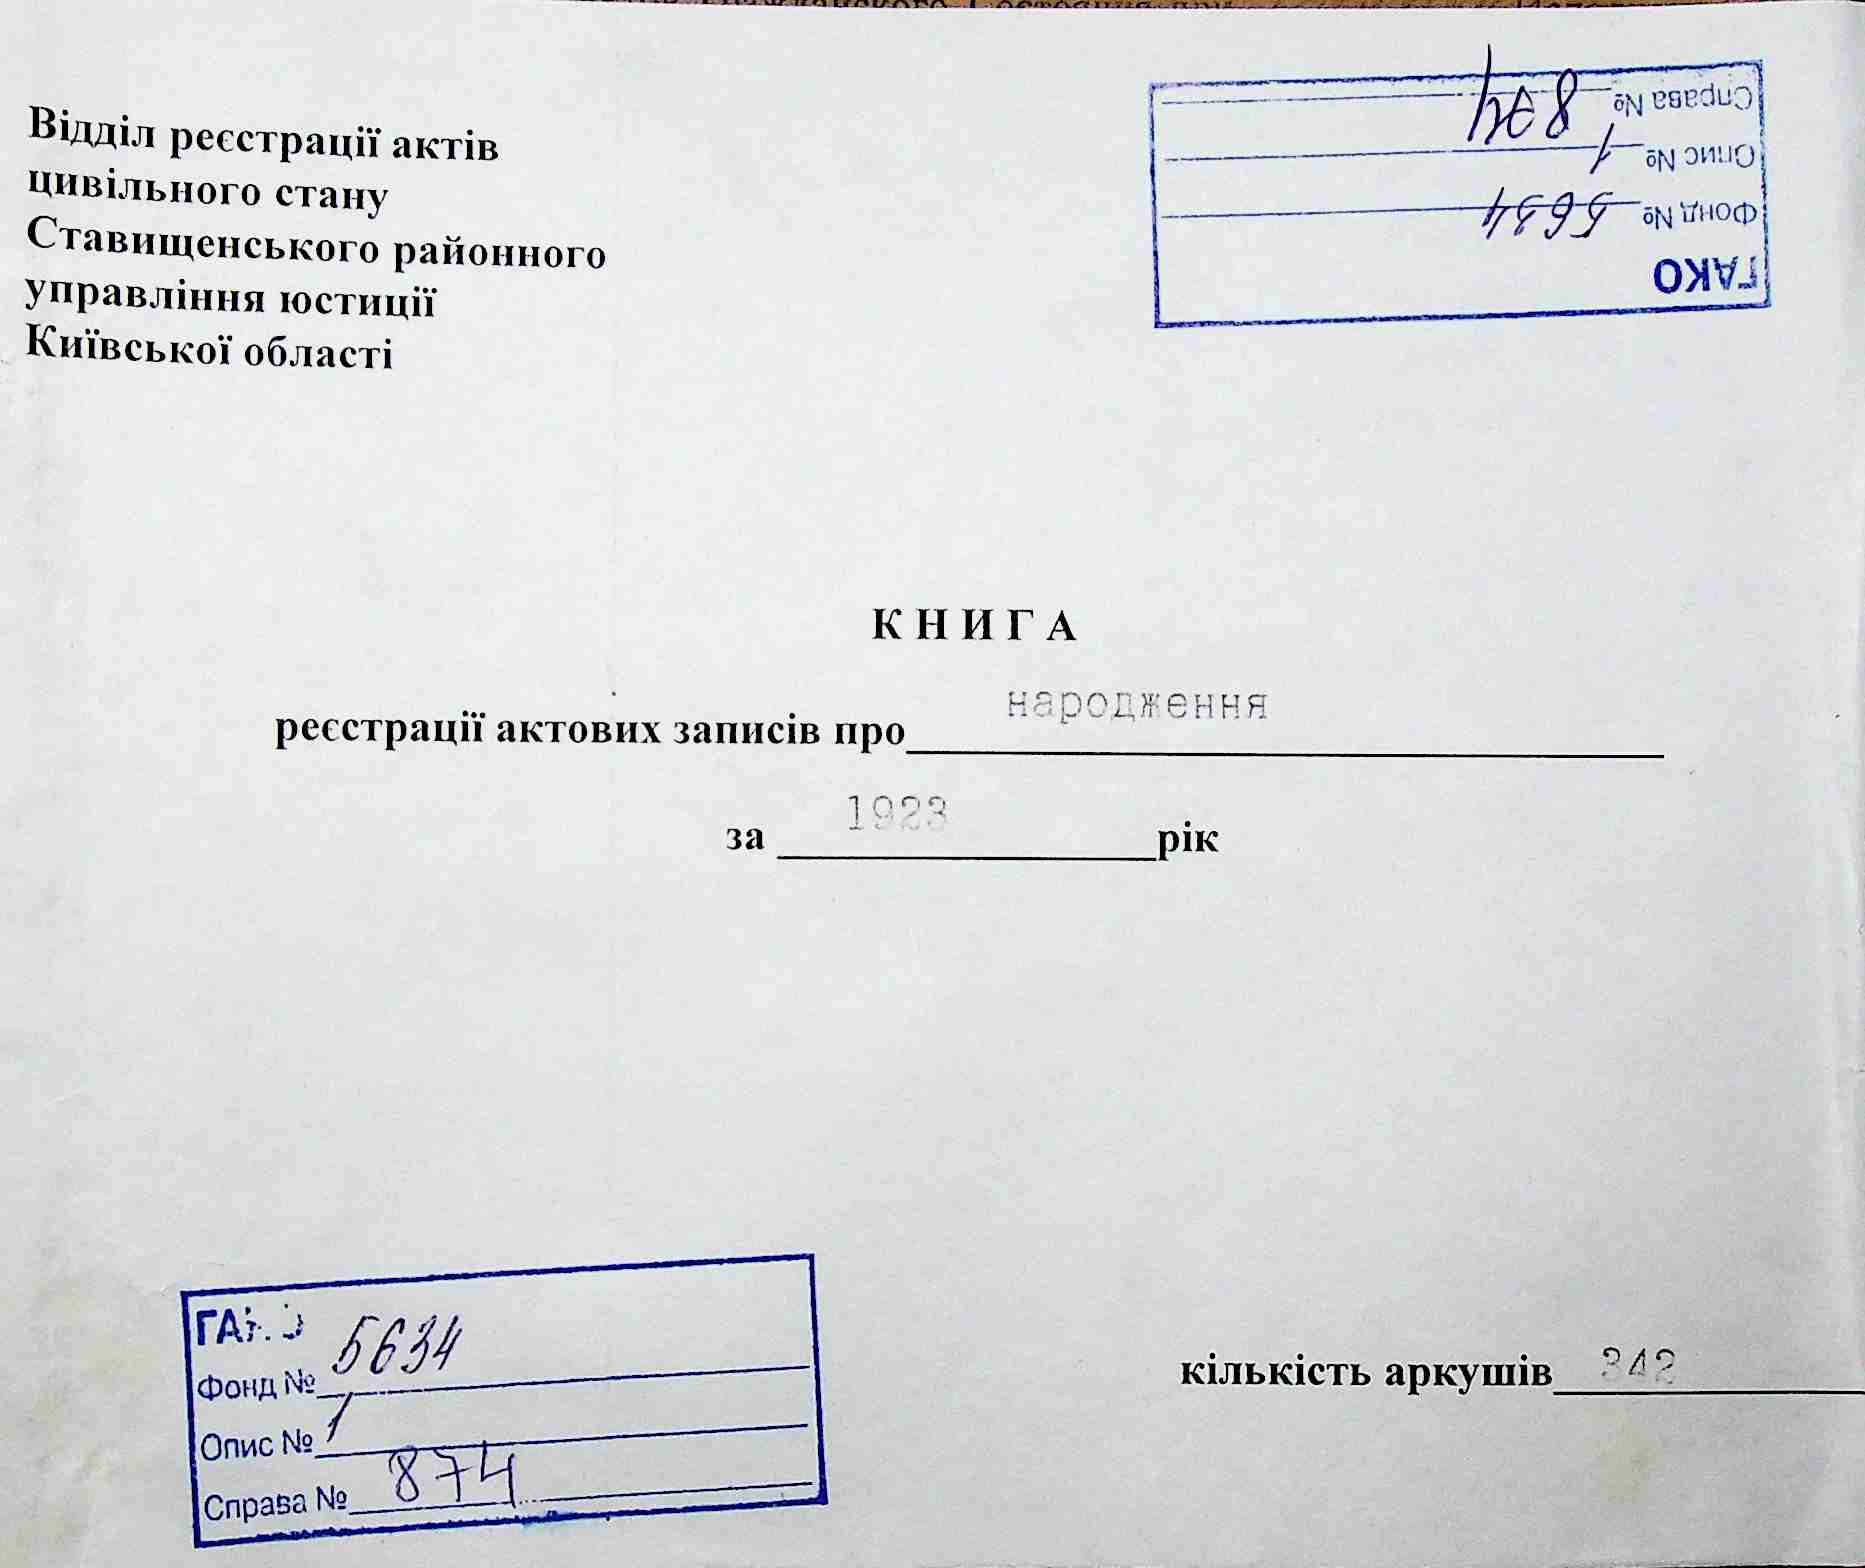 Відділ реєстрації актів
цивільного стану
Ставищенського районного
управління юстиції
Київської області
ГАКО
Фонд № 5634
Опис № 1
Справа № 874
К Н И Г А
реєстрації актових записів про народження
за 1923 рік
ГА
Фонд № 5634
Опис № 1
Справа № 874
кількість аркушів 342